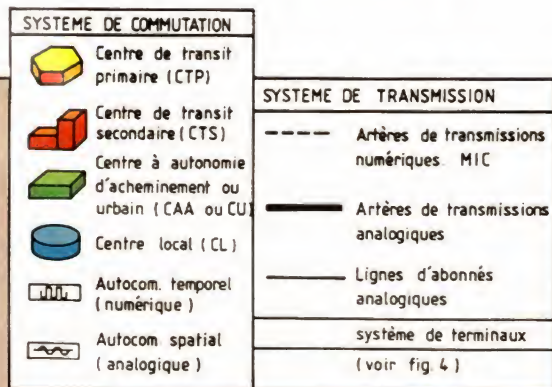 SYSTEME DE COMMUTATION
Centre de transit
primaire (CTP)
Centre de transit
secondaire (CTS)
Centre à autonomie
d'acheminement ou
urbain (CAA ou CU)
Centre local (CL)
Autocom. temporel
(numérique)
Autocom spatial
(analogique)
SYSTEME DE TRANSMISSION
Artères de transmissions
numériques MIC
Artères de transmissions
analogiques
Lignes d'abonnés
analogiques
système de terminaux
(voir fig. 4)